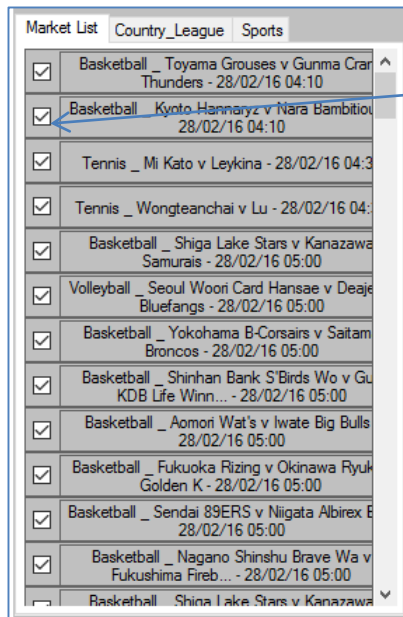 Market List Country_League Sports
Basketball _ Toyama Grouses v Gunma Cran
Thunders - 28/02/16 04:10
Basketball _ Kyoto Hannaryz v Nara Bambitiou
28/02/16 04:10
Tennis _ Mi Kato v Leykina - 28/02/16 04:3
Tennis _ Wongteanchai v Lu - 28/02/16 04:
Basketball _ Shiga Lake Stars v Kanazawa
Samurais - 28/02/16 05:00
Volleyball _ Seoul Woori Card Hansae v Deaje
Bluefangs - 28/02/16 05:00
Basketball _ Yokohama B-Corsairs v Saitam
Broncos - 28/02/16 05:00
Basketball _ Shinhan Bank S'Birds Wo v Gu
KDB Life Winn... - 28/02/16 05:00
Basketball _ Aomori Wat's v Iwate Big Bulls
28/02/16 05:00
Basketball _ Fukuoka Rizing v Okinawa Ryuk
Golden K - 28/02/16 05:00
Basketball _ Sendai 89ERS v Niigata Albirex B
28/02/16 05:00
Basketball _ Nagano Shinshu Brave Wa v
Fukushima Fireb... - 28/02/16 05:00
Basketball _ Shiga Lake Stars v Kanazawa